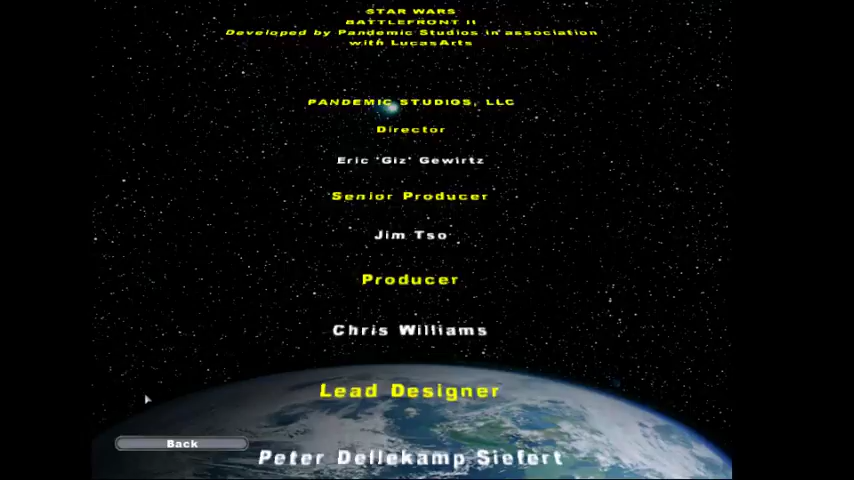 STAR WARS
BATTLEFRONT II
Developed by Pandemic Studios in association
with LucasArts
PANDEMIC STUDIOS, LLC
Director
Eric 'Giz' Gewirtz
Senior Producer
Jim Tso
Producer
Chris Williams
Lead Designer
Back
Peter Dellekamp Siefert